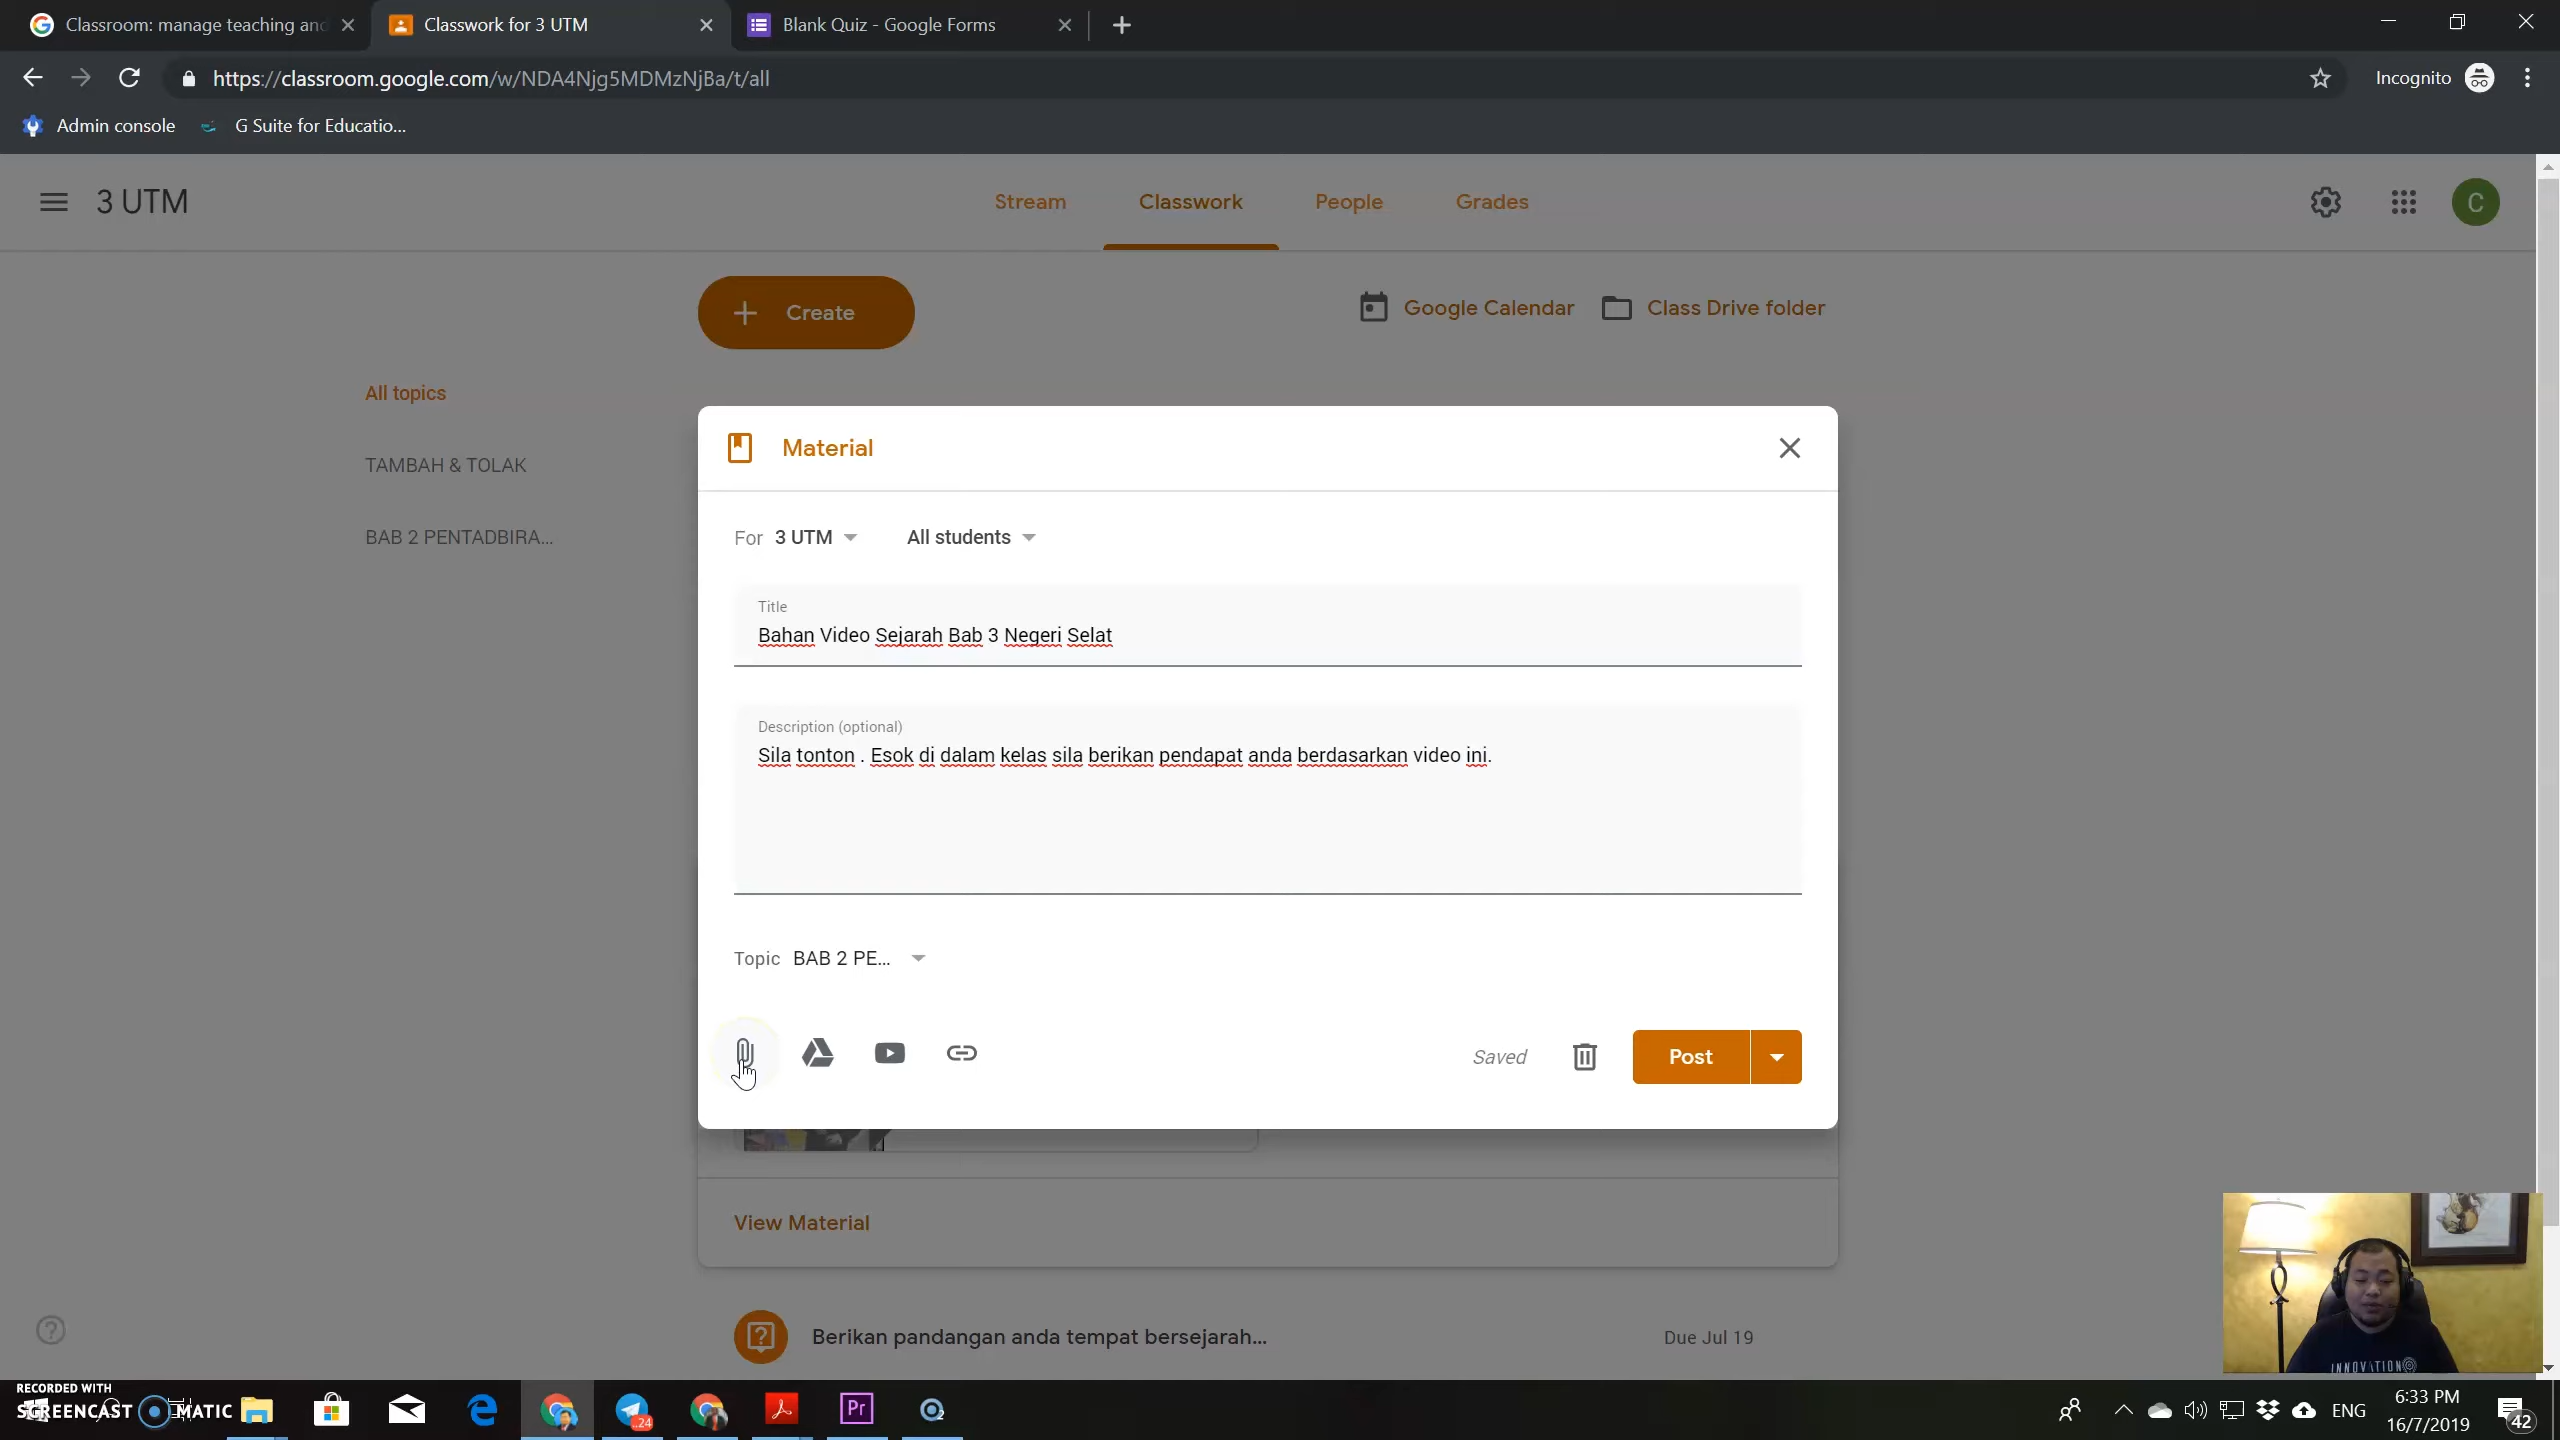 Classroom: manage teaching and
Classwork for 3 UTM
Blank Quiz - Google Forms
https://classroom.google.com/w/NDA4Njg5MDMzNjBa/t/all
Incognito
Admin console
G Suite for Educatio...
3 UTM
Stream
Classwork
People
Grades
C
Create
Google Calendar
Class Drive folder
All topics
TAMBAH & TOLAK
BAB 2 PENTADBIRA...
Material
For 3 UTM
All students
Title
Bahan Video Sejarah Bab 3 Negeri Selat
Description (optional)
Sila tonton . Esok di dalam kelas sila berikan pendapat anda berdasarkan video ini.
Topic BAB 2 PE...
Saved
Post
View Material
Berikan pandangan anda tempat bersejarah...
Due Jul 19
INNOVATION
RECORDED WITH
SCREENCAST MATIC
..24
Pr
ENG
6:33 PM
16/7/2019
42